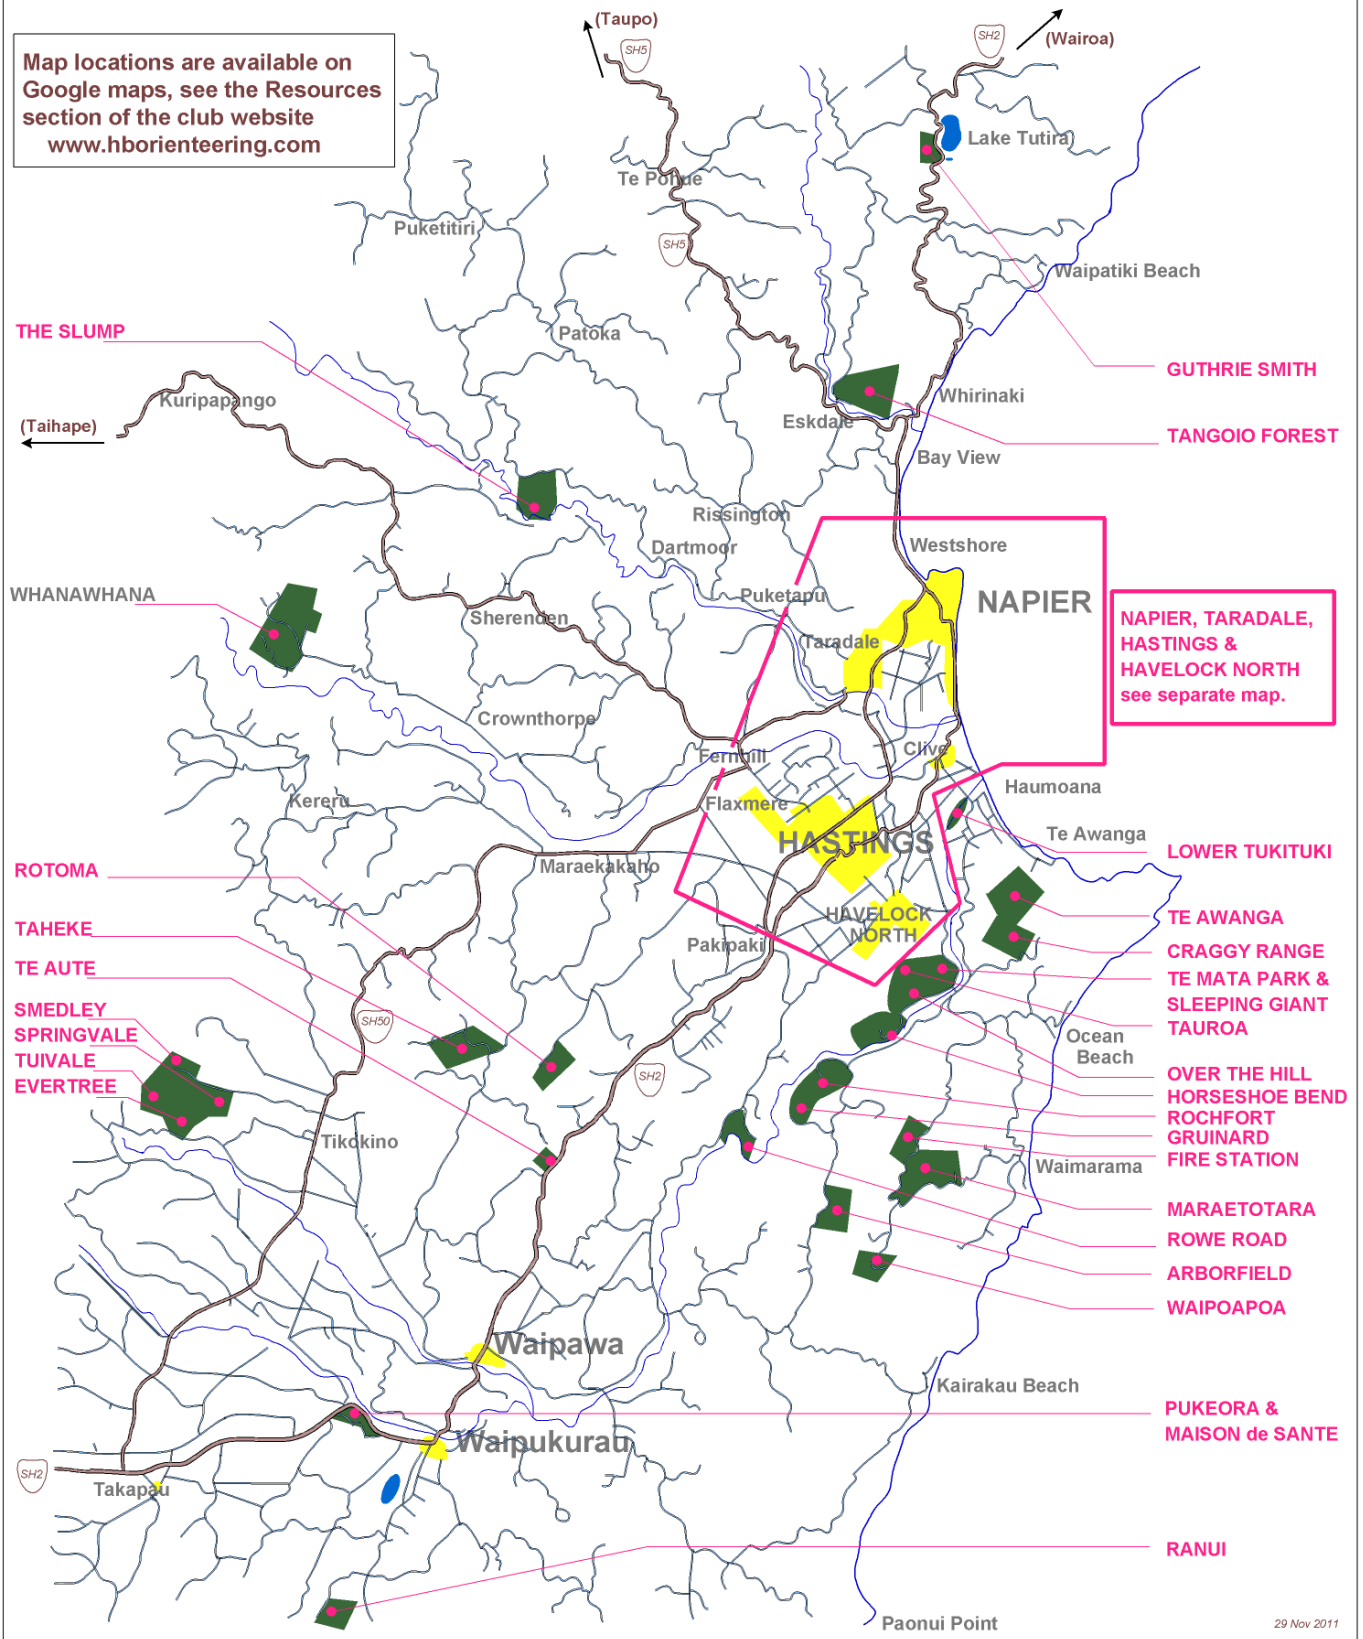 (Taupo)
SH5
SH2
(Wairoa)
Map locations are available on
Google maps, see the Resources
section of the club website
www.hborienteering.com
Lake Tutira
Te Pohue
Puketitiri
SH5
Waipatiki Beach
THE SLUMP
Patoka
GUTHRIE SMITH
Kuripapango
Whirinaki
(Taihape)
Eskdale
TANGOIO FOREST
Bay View
Rissington
Dartmoor
Westshore
WHANAWHANA
Puketapu
NAPIER
Sherenden
Taradale
NAPIER, TARADALE,
HASTINGS &
HAVELOCK NORTH
see separate map.
Crownthorpe
Fernhill
Clive
Haumoana
Kereru
Flaxmere
HASTINGS
Te Awanga
LOWER TUKITUKI
Maraekakaho
ROTOMA
HAVELOCK
NORTH
TE AWANGA
TAHEKE
Pakipaki
CRAGGY RANGE
TE AUTE
TE MATA PARK &
SLEEPING GIANT
SMEDLEY
SH50
TAUROA
SPRINGVALE
Ocean
Beach
TUIVALE
OVER THE HILL
EVERTREE
SH2
HORSESHOE BEND
ROCHFORT
GRUINARD
Tikokino
FIRE STATION
Waimarama
MARAETOTARA
ROWE ROAD
ARBORFIELD
WAIPOAPOA
Waipawa
Kairakau Beach
PUKEORA &
MAISON de SANTE
Waipukurau
SH2
Takapau
RANUI
Paonui Point
29 Nov 2011